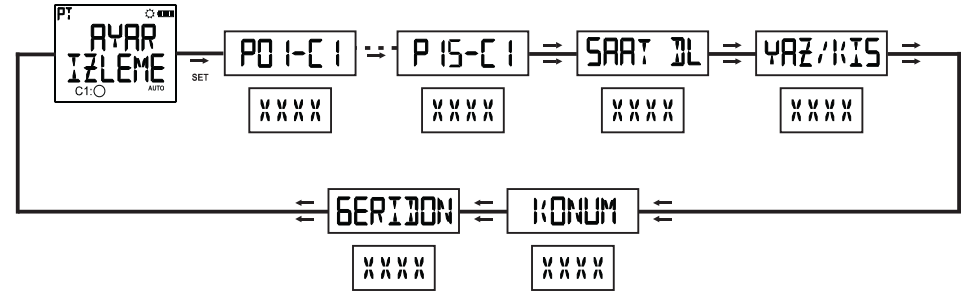 PT
AYAR
IZLEME
C1:
AUTO
SET
P01-C1
XXXX
P15-C1
XXXX
SAAT DL
XXXX
YAZ/KIS
XXXX
GERIDON
XXXX
KONUM
XXXX